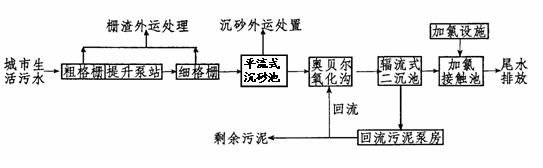 栅渣外运处理
沉砂外运处置
加氯设施
城市生
活污水
粗格栅
提升泵站
细格栅
平流式
沉砂池
奥贝尔
氧化沟
辐流式
二沉池
加氯
接触池
尾水
排放
回流
剩余污泥
回流污泥泵房